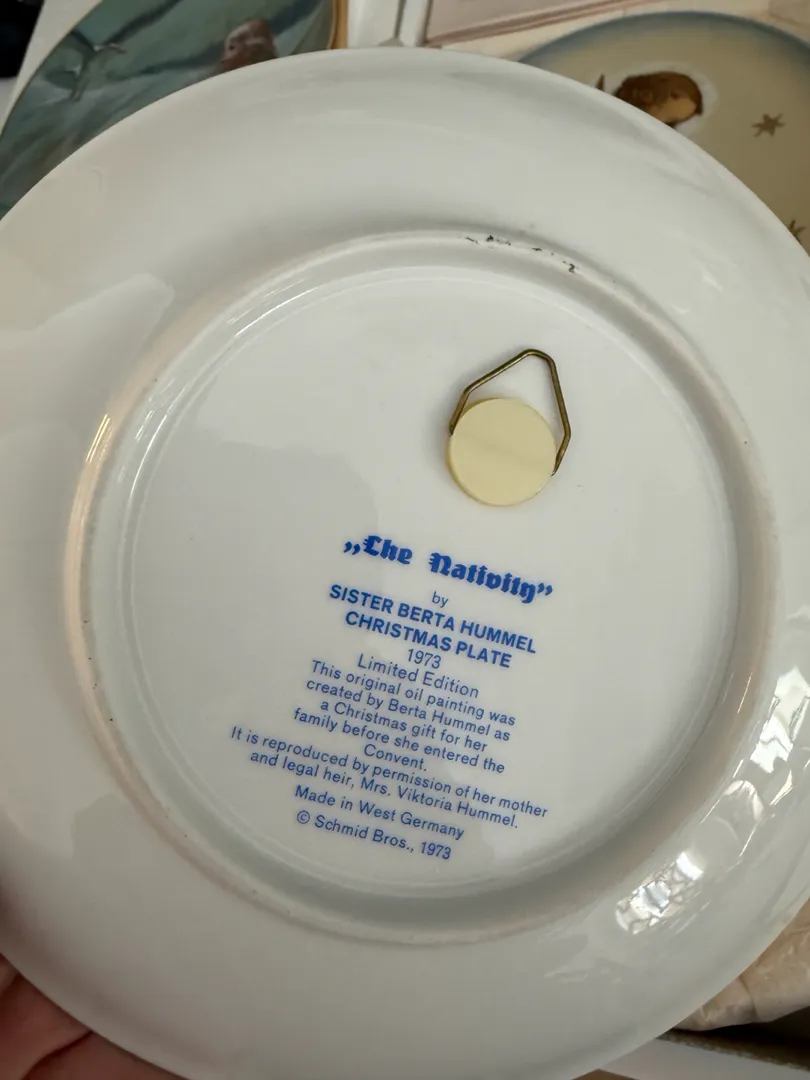 „The Nativity”
by
SISTER BERTA HUMMEL
CHRISTMAS PLATE
1973
Limited Edition
This original oil painting was
created by Berta Hummel as
a Christmas gift for her
family before she entered the
Convent.
It is reproduced by permission of her mother
and legal heir, Mrs. Viktoria Hummel.
Made in West Germany
© Schmid Bros., 1973